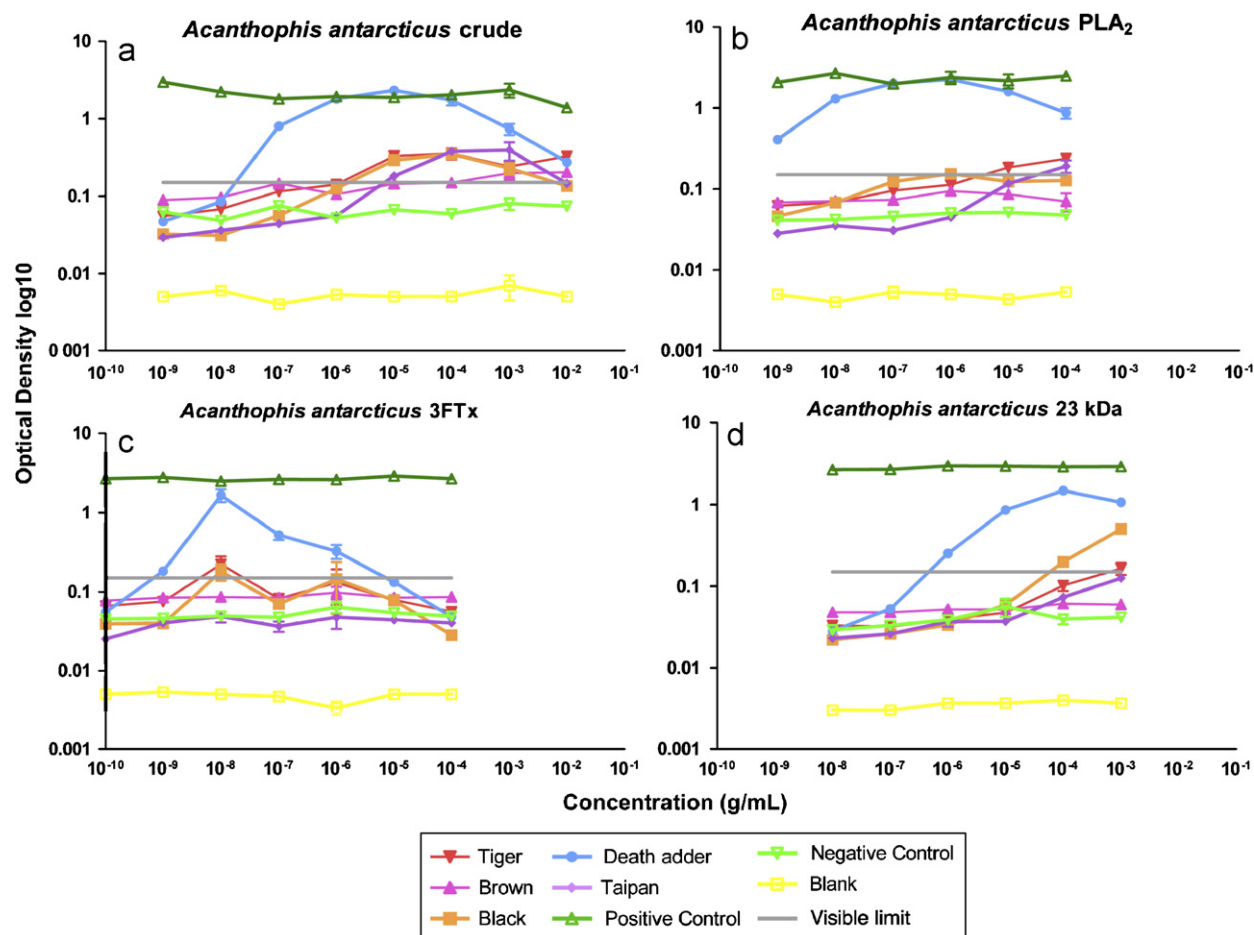 Acanthophis antarcticus crude
a
10
1
0.1
0.01
0 001
10-10 10-9 10-8 10-7 10-6 10-5 10-4 10-3 10-2 10-1
Acanthophis antarcticus PLA2
b
10
1
0.1
0.01
0.001
10-10 10-9 10-8 10-7 10-6 10-5 10-4 10-3 10-2 10-1
Optical Density log10
Acanthophis antarcticus 3FTx
c
10
1
0.1
0.01
0.001
10-10 10-9 10-8 10-7 10-6 10-5 10-4 10-3 10-2 10-1
Acanthophis antarcticus 23 kDa
d
10
1
0.1
0.01
0.001
10-10 10-9 10-8 10-7 10-6 10-5 10-4 10-3 10-2 10-1
Concentration (g/mL)
Tiger Death adder Negative Control
Brown Taipan Blank
Black Positive Control Visible limit